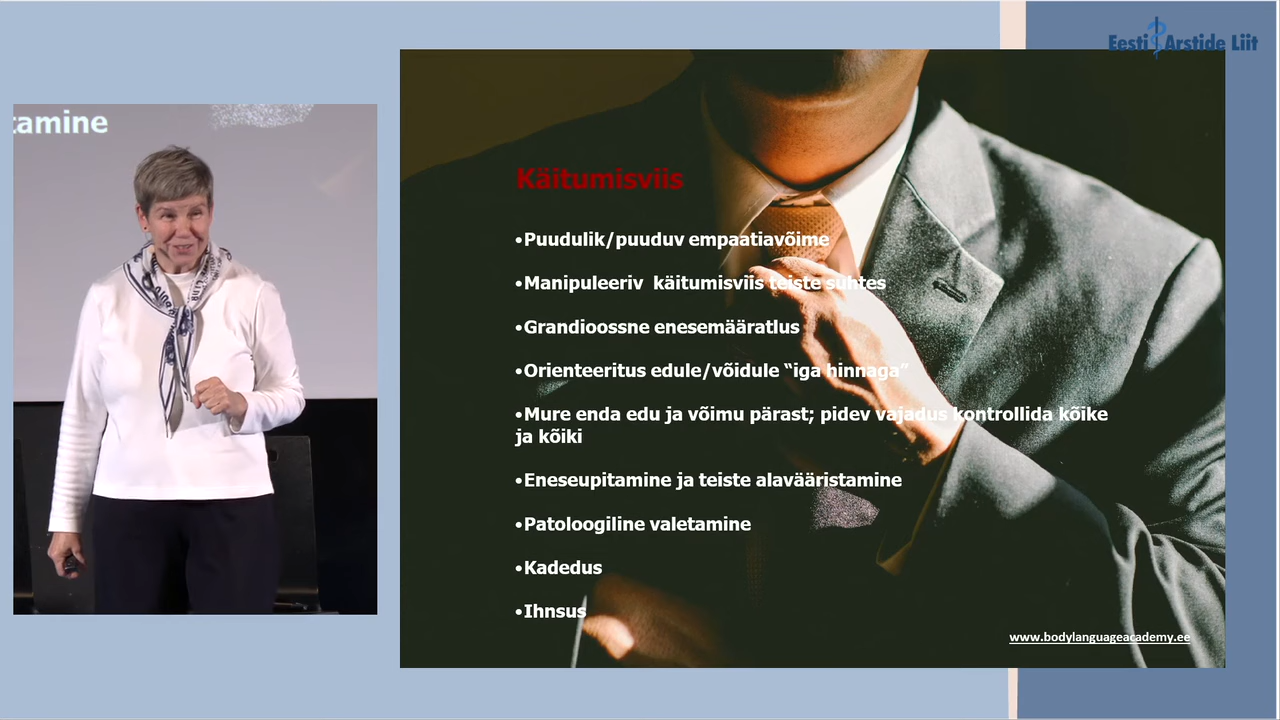 Eesti Arstide Liit
tamine
Käitumisviis
•Puudulik/puuduv empaatiavõime
•Manipuleeriv käitumisviis teiste suhtes
•Grandioossne enesemääratlus
•Orienteeritus edule/võidule “iga hinnaga”
•Mure enda edu ja võimu pärast; pidev vajadus kontrollida kõike
ja kõiki
•Eneseupitamine ja teiste alavääristamine
•Patoloogiline valetamine
•Kadedus
•Ihnsus
www.bodylanguageacademy.ee